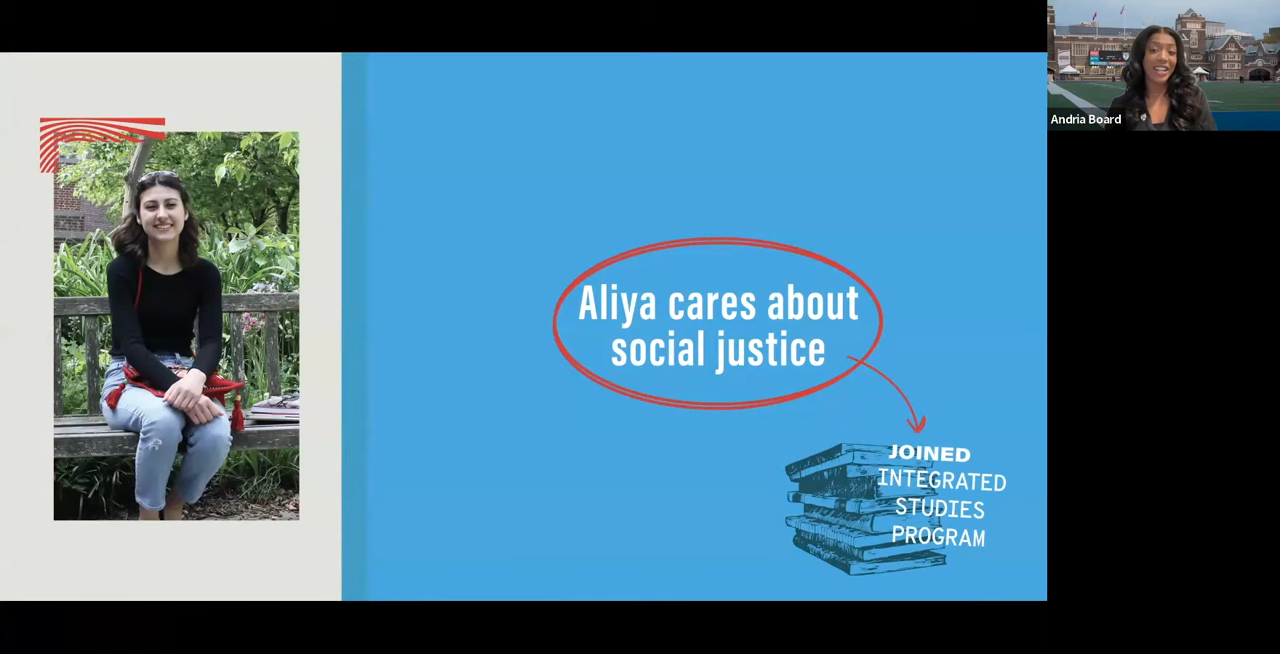 Andria Board
Aliya cares about
social justice
JOINED
INTEGRATED
STUDIES
PROGRAM